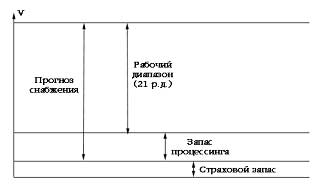 V
Прогноз
снабжения
Рабочий
диапазон
(21 р.д.)
Запас
процессинга
Страховой запас